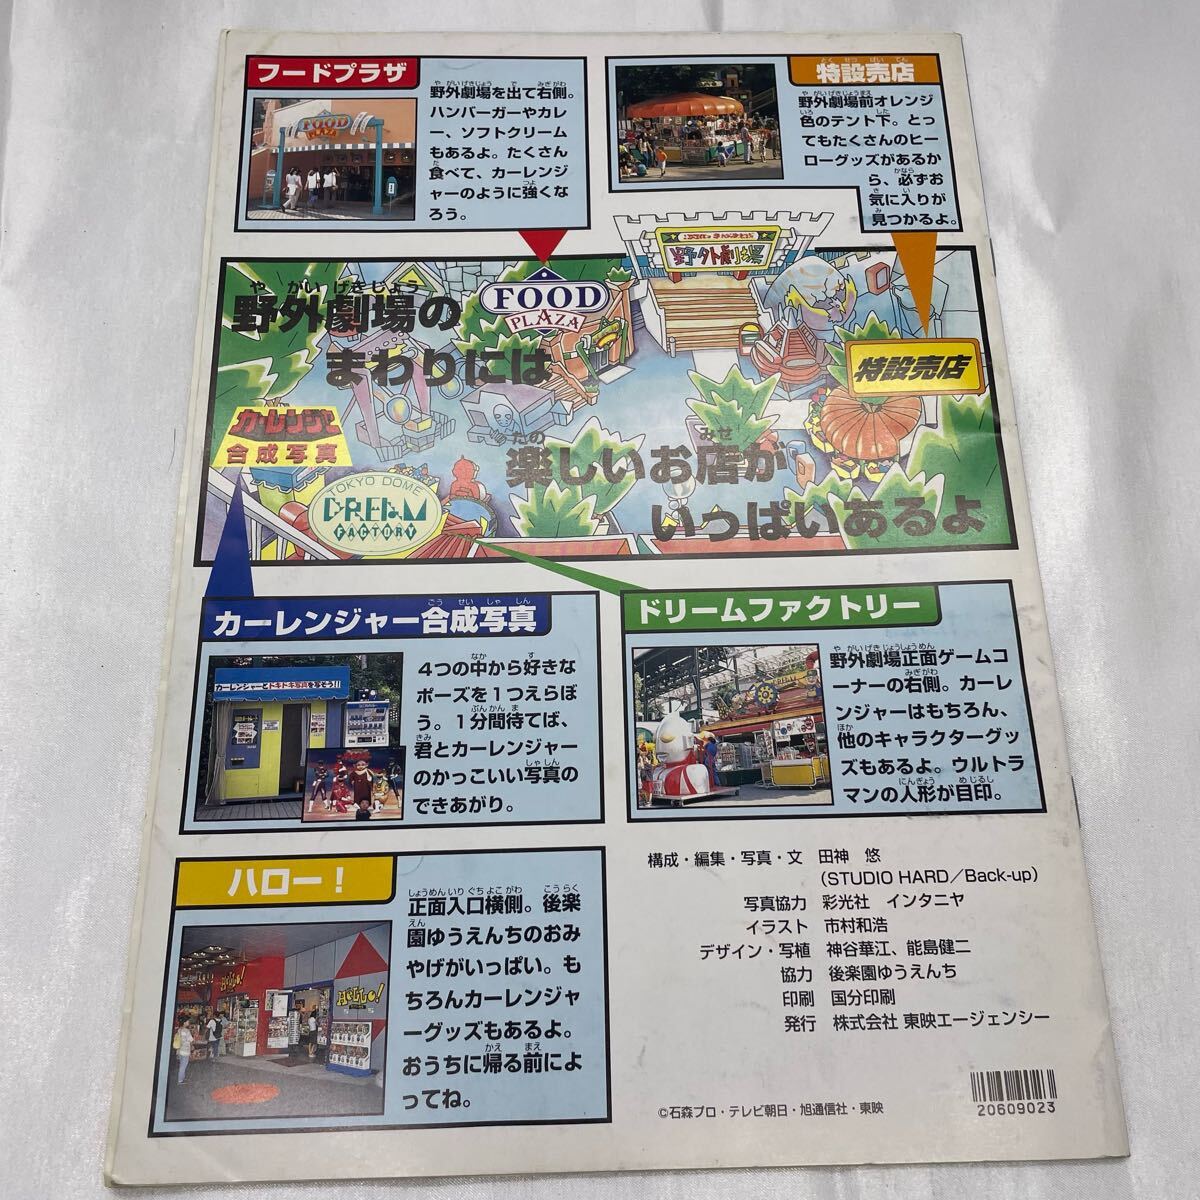 フードプラザ
野外劇場を出て右側。
ハンバーガーやカレ
ー、ソフトクリーム
もあるよ。たくさん
食べて、カーレンジ
ャーのように強くな
ろう。
FOOD
PLAZA
特設売店
野外劇場前オレンジ
色のテント下。とっ
てもたくさんのヒー
ローグッズがあるか
ら、必ずお
気に入りが
見つかるよ。
野外劇場
FOOD
PLAZA
特設売店
野外劇場の
まわりには
楽しいお店が
いっぱいあるよ
カーレンジャー
合成写真
TOKYO DOME
DREAM
FACTORY
カーレンジャー合成写真
カーレンジャーとドキドキ写真を写そう!!
4つの中から好きな
ポーズを1つえらぼ
う。1分間待てば、
君とカーレンジャー
のかっこいい写真の
できあがり。
ドリームファクトリー
野外劇場正面ゲームコ
ーナーの右側。カーレ
ンジャーはもちろん、
他のキャラクターグッ
ズもあるよ。ウルトラ
マンの人形が目印。
ハロー!
Hello!
Hello!
正面入口横側。後楽
園ゆうえんちのおみ
やげがいっぱい。も
ちろんカーレンジャ
ーグッズもあるよ。
おうちに帰る前によ
ってね。
構成・編集・写真・文 田神 悠
(STUDIO HARD/Back-up)
写真協力 彩光社 インタニヤ
イラスト 市村和浩
デザイン・写植 神谷華江、能島健二
協力 後楽園ゆうえんち
印刷 国分印刷
発行 株式会社 東映エージェンシー
©石森プロ・テレビ朝日・旭通信社・東映
20609023